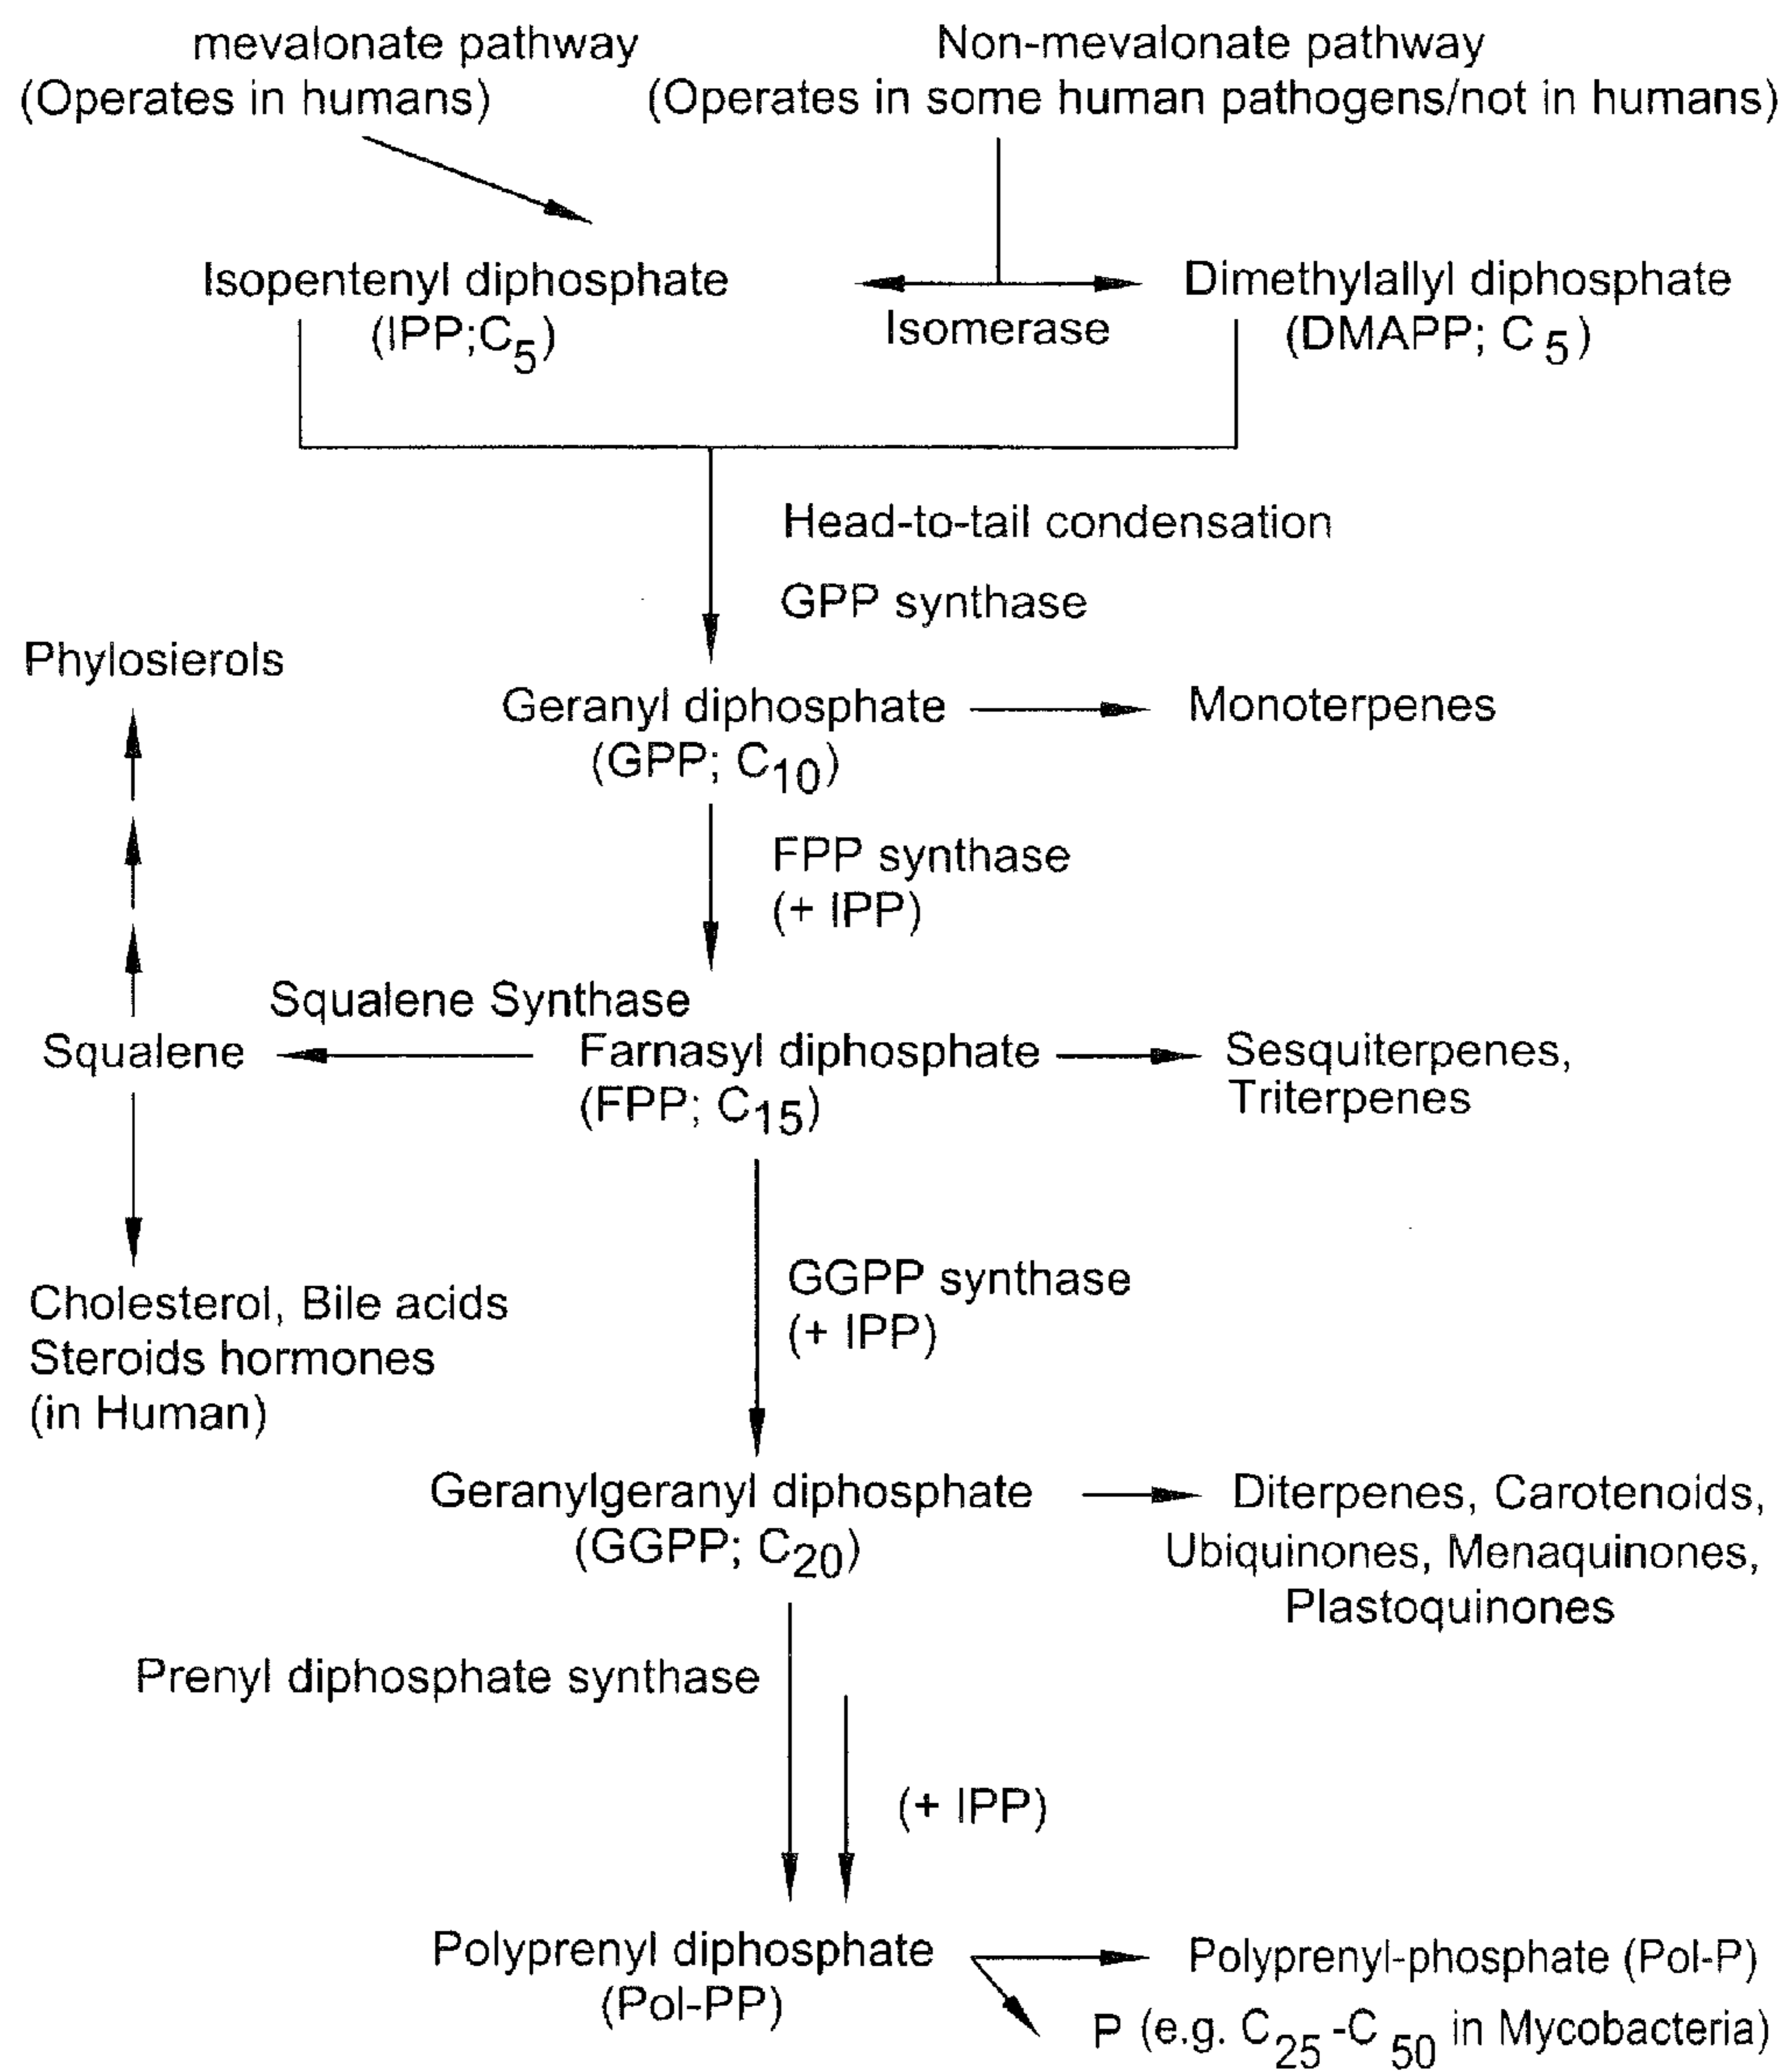 mevalonate pathway
(Operates in humans)
Non-mevalonate pathway
(Operates in some human pathogens/not in humans)
Isopentenyl diphosphate
(IPP;C5)
Isomerase
Dimethylallyl diphosphate
(DMAPP; C 5)
Head-to-tail condensation
GPP synthase
Phylosierols
Geranyl diphosphate
(GPP; C10)
Monoterpenes
FPP synthase
(+ IPP)
Squalene Synthase
Squalene
Farnasyl diphosphate
(FPP; C15)
Sesquiterpenes,
Triterpenes
GGPP synthase
(+ IPP)
Cholesterol, Bile acids
Steroids hormones
(in Human)
Geranylgeranyl diphosphate
(GGPP; C20)
Diterpenes, Carotenoids,
Ubiquinones, Menaquinones,
Plastoquinones
Prenyl diphosphate synthase
(+ IPP)
Polyprenyl diphosphate
(Pol-PP)
Polyprenyl-phosphate (Pol-P)
P (e.g. C25 -C 50 in Mycobacteria)